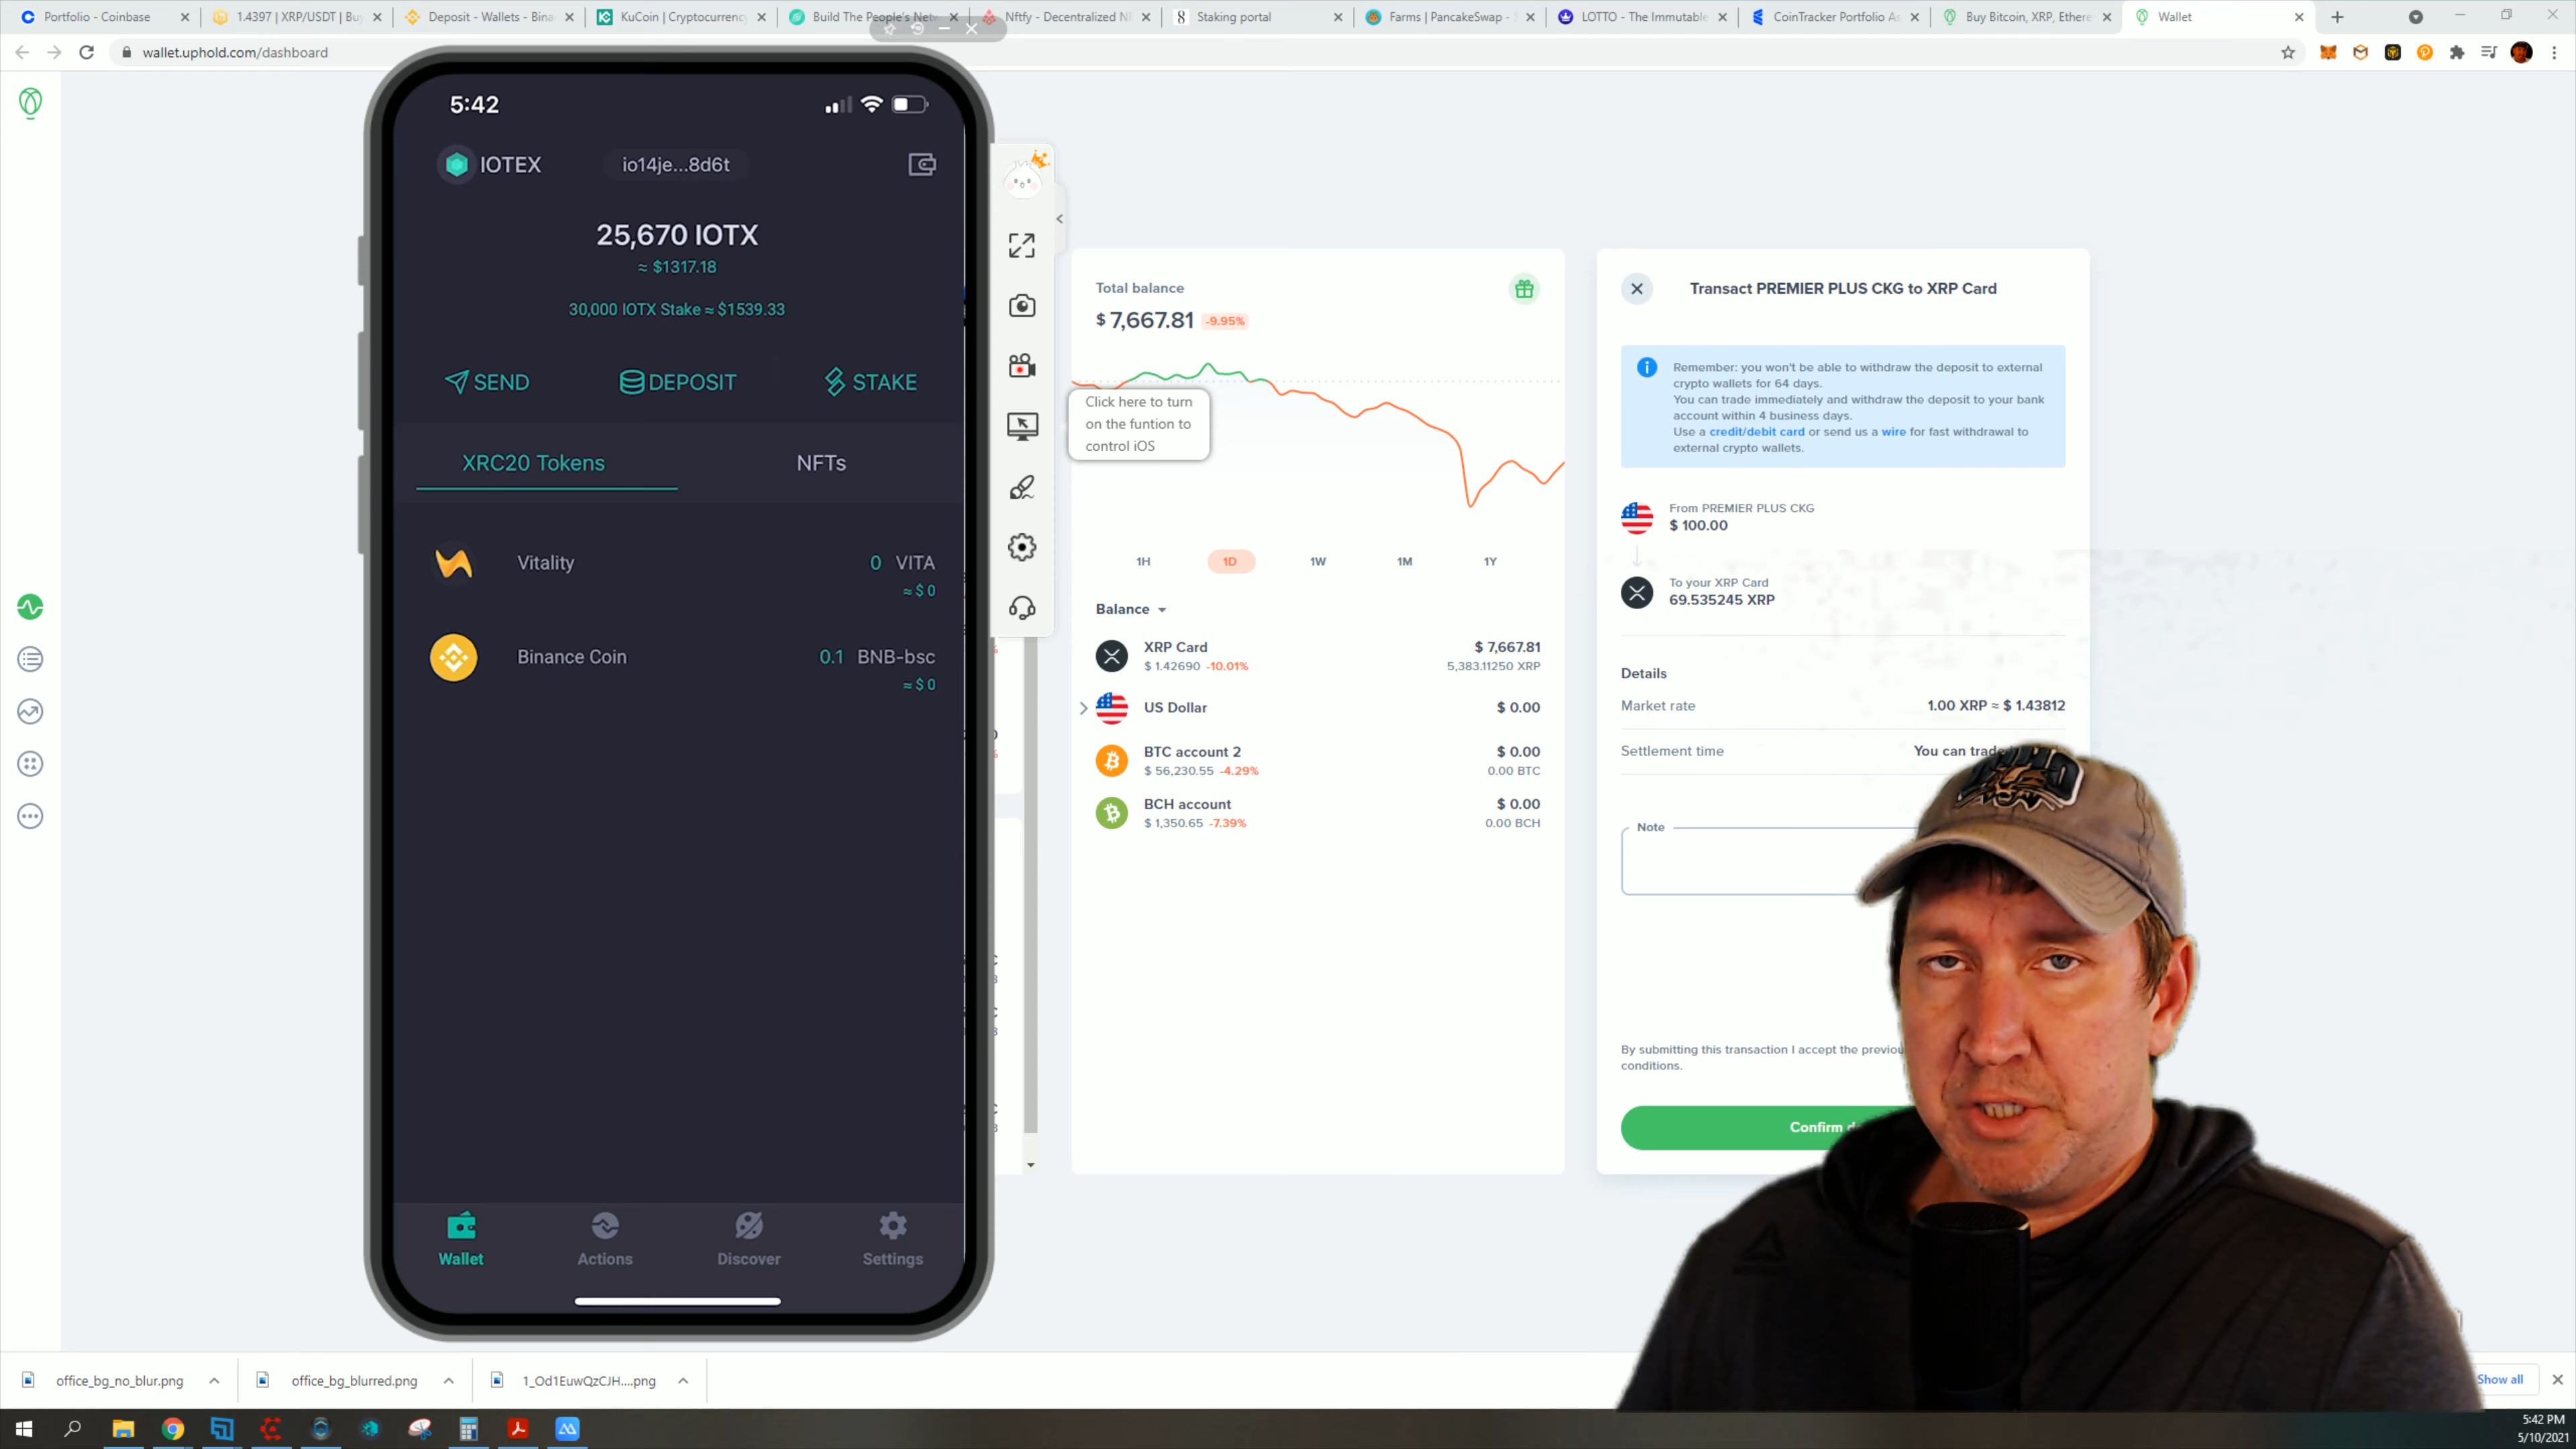 Portfolio - Coinbase
1.4397 | XRP/USDT | Bu
Deposit - Wallets - Bina
KuCoin | Cryptocurrency
Build The People's Netw
Nftfy - Decentralized NF
Staking portal
Farms | PancakeSwap -
LOTTO - The Immutable
CoinTracker Portfolio As
Buy Bitcoin, XRP, Ethere
Wallet
wallet.uphold.com/dashboard
5:42
IOTEX
io14je...8d6t
25,670 IOTX
≈ $1317.18
30,000 IOTX Stake ≈ $1539.33
SEND
DEPOSIT
STAKE
XRC20 Tokens
NFTs
Vitality
0 VITA
≈ $ 0
Binance Coin
0.1 BNB-bsc
≈ $ 0
Wallet
Actions
Discover
Settings
Click here to turn
on the funtion to
control iOS
Total balance
$ 7,667.81 -9.95%
1H
1D
1W
1M
1Y
Balance
XRP Card
$ 7,667.81
$ 1.42690 -10.01%
5,383.11250 XRP
US Dollar
$ 0.00
BTC account 2
$ 0.00
$ 56,230.55 -4.29%
0.00 BTC
BCH account
$ 0.00
$ 1,350.65 -7.39%
0.00 BCH
Transact PREMIER PLUS CKG to XRP Card
Remember: you won't be able to withdraw the deposit to external
crypto wallets for 64 days.
You can trade immediately and withdraw the deposit to your bank
account within 4 business days.
Use a credit/debit card or send us a wire for fast withdrawal to
external crypto wallets.
From PREMIER PLUS CKG
$ 100.00
To your XRP Card
69.535245 XRP
Details
Market rate
1.00 XRP ≈ $ 1.43812
Settlement time
You can trad
Note
By submitting this transaction I accept the previou
conditions.
Confirm
office_bg_no_blur.png
office_bg_blurred.png
1_Od1EuwQzCJH....png
Show all
5:42 PM
5/10/2021